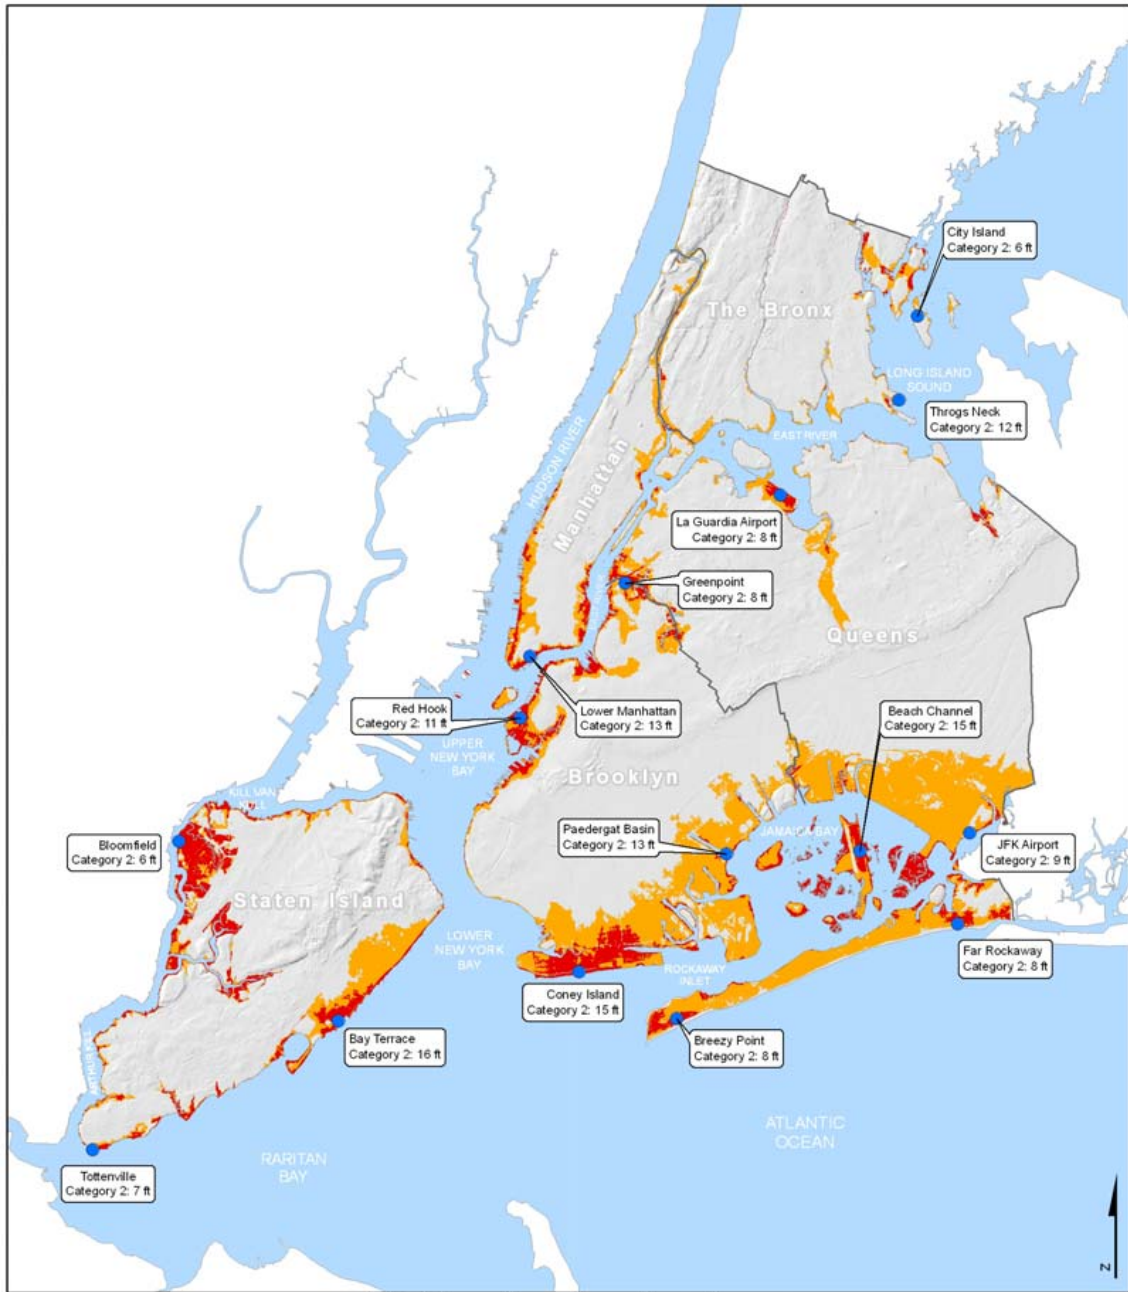 City Island
Category 2: 6 ft
The Bronx
LONG ISLAND
SOUND
Throgs Neck
Category 2: 12 ft
EAST RIVER
HUDSON RIVER
Manhattan
La Guardia Airport
Category 2: 8 ft
Greenpoint
Category 2: 8 ft
Queens
Red Hook
Category 2: 11 ft
Lower Manhattan
Category 2: 13 ft
Beach Channel
Category 2: 15 ft
UPPER
NEW YORK
BAY
Brooklyn
KILL VAN
KULL
Bloomfield
Category 2: 6 ft
Paedergat Basin
Category 2: 13 ft
JAMAICA BAY
JFK Airport
Category 2: 9 ft
Staten Island
LOWER
NEW YORK
BAY
Far Rockaway
Category 2: 8 ft
ROCKAWAY
INLET
Coney Island
Category 2: 15 ft
Bay Terrace
Category 2: 16 ft
Breezy Point
Category 2: 8 ft
ARTHUR KILL
ATLANTIC
OCEAN
RARITAN
BAY
Tottenville
Category 2: 7 ft
N